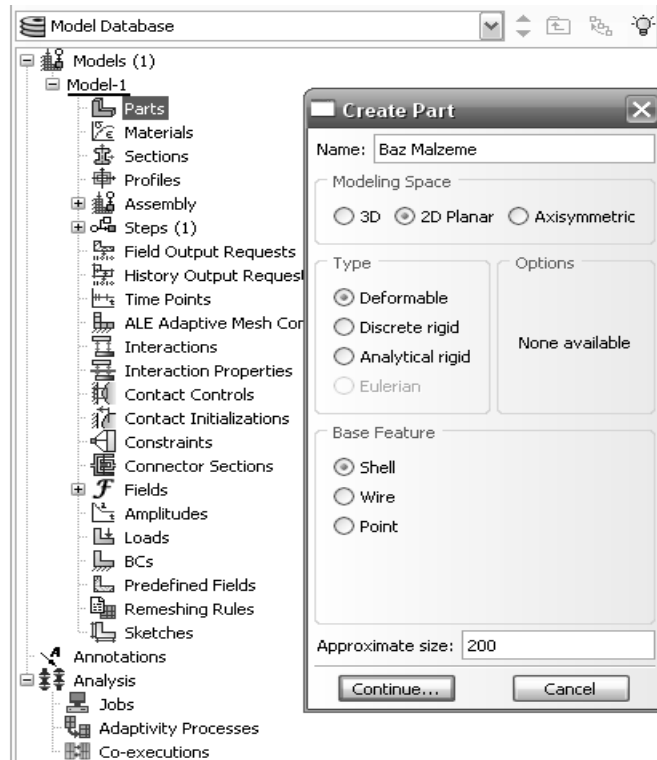 Model Database
Models (1)
Model-1
Parts
Materials
Sections
Profiles
Assembly
Steps (1)
Field Output Requests
History Output Request
Time Points
ALE Adaptive Mesh Con
Interactions
Interaction Properties
Contact Controls
Contact Initializations
Constraints
Connector Sections
Fields
Amplitudes
Loads
BCs
Predefined Fields
Remeshing Rules
Sketches
Annotations
Analysis
Jobs
Adaptivity Processes
Co-executions
Create Part
Name: Baz Malzeme
Modeling Space
3D 2D Planar Axisymmetric
Type
Deformable
Discrete rigid
Analytical rigid
Eulerian
Options
None available
Base Feature
Shell
Wire
Point
Approximate size: 200
Continue... Cancel